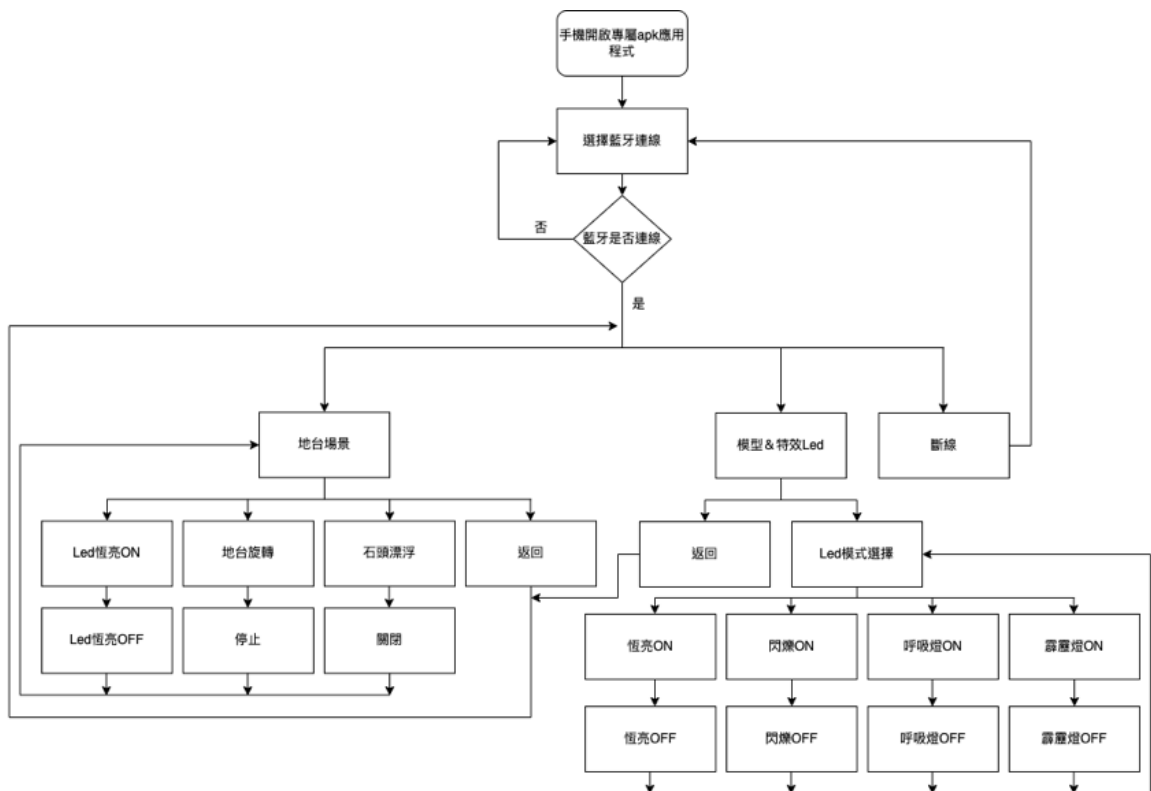 手機開啟專屬apk應用
程式
選擇藍牙連線
否
藍牙是否連線
是
地台場景
模型＆特效Led
斷線
Led恆亮ON
地台旋轉
石頭漂浮
返回
返回
Led模式選擇
Led恆亮OFF
停止
關閉
恆亮ON
閃爍ON
呼吸燈ON
霹靂燈ON
恆亮OFF
閃爍OFF
呼吸燈OFF
霹靂燈OFF